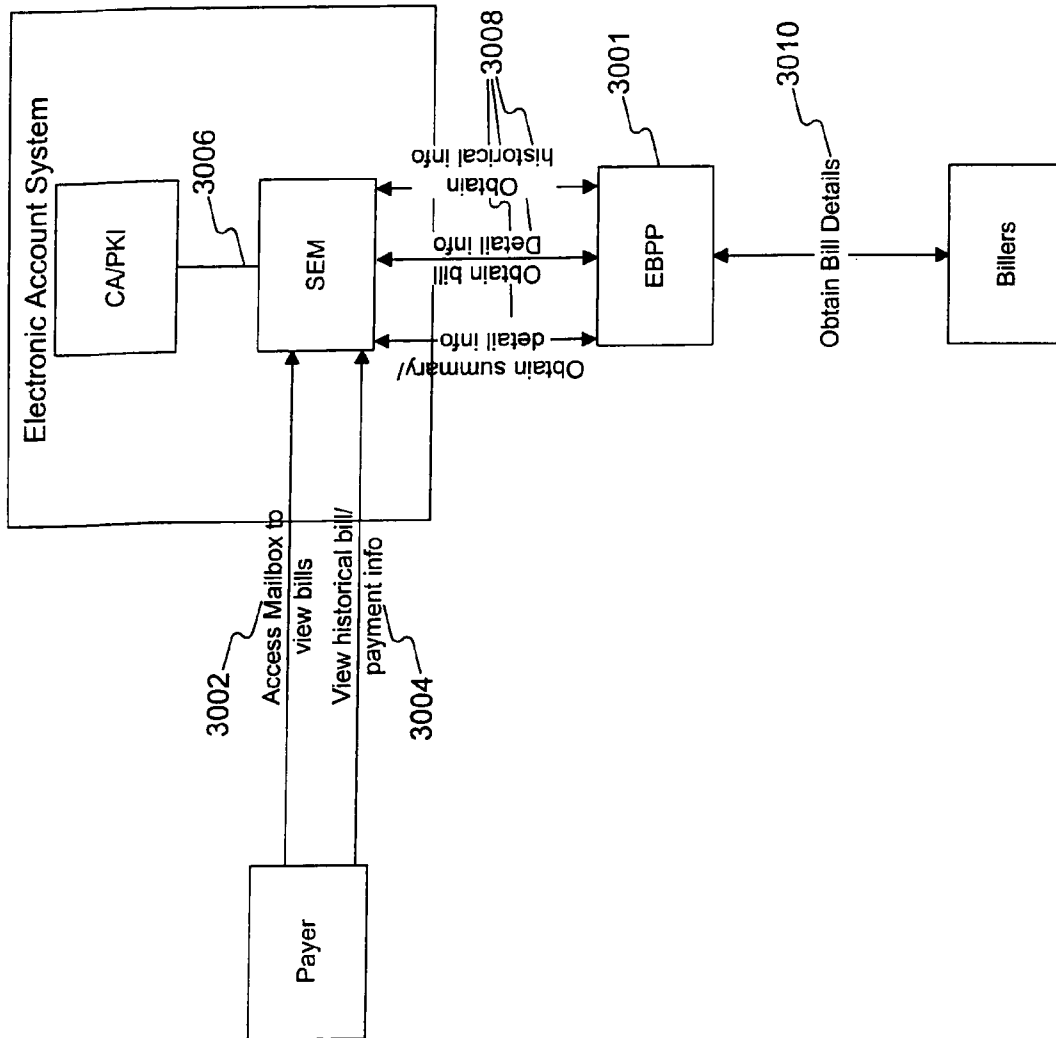 Electronic Account System
CA/PKI
3006
SEM
3002
Access Mailbox to
view bills
View historical bill/
payment info
3004
Payer
Obtain summary/
detail info
Obtain bill
Detail info
Obtain
historical info
3008
EBPP
3001
Obtain Bill Details
3010
Billers